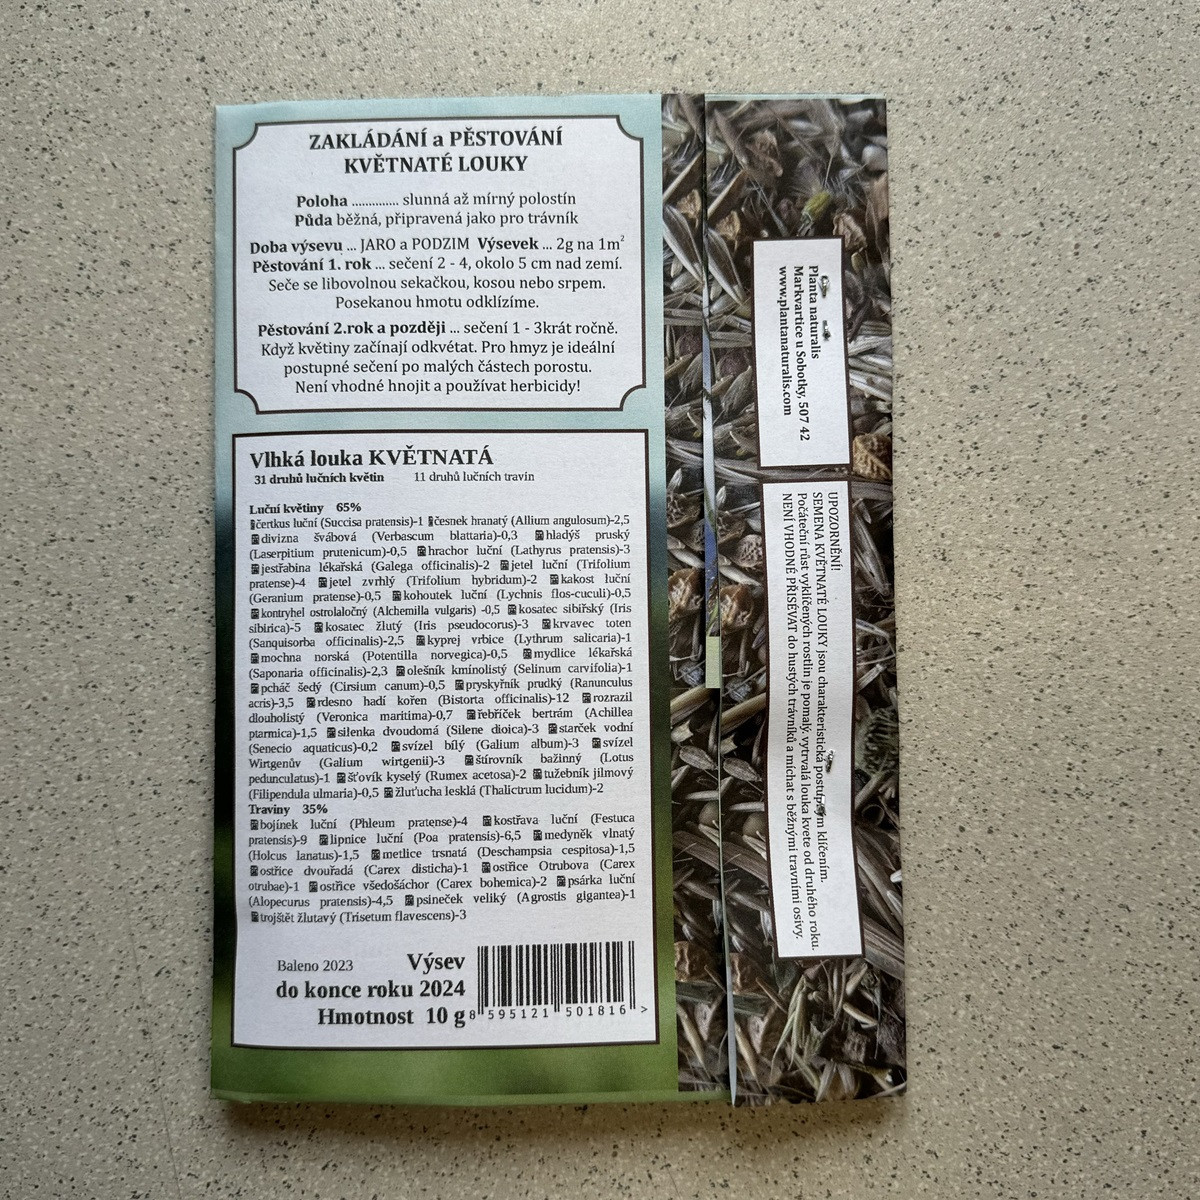 ZAKLÁDÁNÍ a PĚSTOVÁNÍ
KVĚTNATÉ LOUKY
Poloha .............. slunná až mírný polostín
Půda běžná, připravená jako pro trávník
Doba výsevu ... JARO a PODZIM Výsevek ... 2g na 1m²
Pěstování 1. rok ... sečení 2 - 4, okolo 5 cm nad zemí.
Seče se libovolnou sekačkou, kosou nebo srpem.
Posekanou hmotu odklízíme.
Pěstování 2.rok a později ... sečení 1 - 3krát ročně.
Když květiny začínají odkvétat. Pro hmyz je ideální
postupné sečení po malých částech porostu.
Není vhodné hnojit a používat herbicidy!
Vlhká louka KVĚTNATÁ
31 druhů lučních květin 11 druhů lučních travin
Luční květiny 65%
čertkus luční (Succisa pratensis)-1 česnek hranatý (Allium angulosum)-2,5
divizna švábová (Verbascum blattaria)-0,3 hladýš pruský
(Laserpitium prutenicum)-0,5 hrachor luční (Lathyrus pratensis)-3
jestřabina lékařská (Galega officinalis)-2 jetel luční (Trifolium
pratense)-4 jetel zvrhlý (Trifolium hybridum)-2 kakost luční
(Geranium pratense)-0,5 kohoutek luční (Lychnis flos-cuculi)-0,5
kontryhel ostrolaločný (Alchemilla vulgaris) -0,5 kosatec sibiřský (Iris
sibirica)-5 kosatec žlutý (Iris pseudocorus)-3 krvavec toten
(Sanquisorba officinalis)-2,5 kyprej vrbice (Lythrum salicaria)-1
mochna norská (Potentilla norvegica)-0,5 mydlice lékařská
(Saponaria officinalis)-2,3 olešník kmínolistý (Selinum carvifolia)-1
pcháč šedý (Cirsium canum)-0,5 pryskyřník prudký (Ranunculus
acris)-3,5 rdesno hadí kořen (Bistorta officinalis)-12 rozrazil
dlouholistý (Veronica maritima)-0,7 řebříček bertrám (Achillea
ptarmica)-1,5 silenka dvoudomá (Silene dioica)-3 starček vodní
(Senecio aquaticus)-0,2 svízel bílý (Galium album)-3 svízel
Wirtgenův (Galium wirtgenii)-3 štírovník bažinný (Lotus
pedunculatus)-1 šťovík kyselý (Rumex acetosa)-2 tužebník jilmový
(Filipendula ulmaria)-0,5 žluťucha lesklá (Thalictrum lucidum)-2
Traviny 35%
bojínek luční (Phleum pratense)-4 kostřava luční (Festuca
pratensis)-9 lipnice luční (Poa pratensis)-6,5 medyněk vlnatý
(Holcus lanatus)-1,5 metlice trsnatá (Deschampsia cespitosa)-1,5
ostřice dvouřadá (Carex disticha)-1 ostřice Otrubova (Carex
otrubae)-1 ostřice všedošáchor (Carex bohemica)-2 psárka luční
(Alopecurus pratensis)-4,5 psineček veliký (Agrostis gigantea)-1
trojštět žlutavý (Trisetum flavescens)-3
Baleno 2023 Výsev
do konce roku 2024
Hmotnost 10 g
8 595121 501816 >
Planta naturalis
Markvartice u Sobotky, 507 42
www.plantanaturalis.com
UPOZORNĚNÍ!
SEMENA KVĚTNATÉ LOUKY jsou charakteristická postupným klíčením.
Počáteční růst vyklíčených rostlin je pomalý, vytrvalá louka kvete od druhého roku.
NENÍ VHODNÉ PŘISÉVAT do hustých trávníků a míchat s běžnými travními osivy.